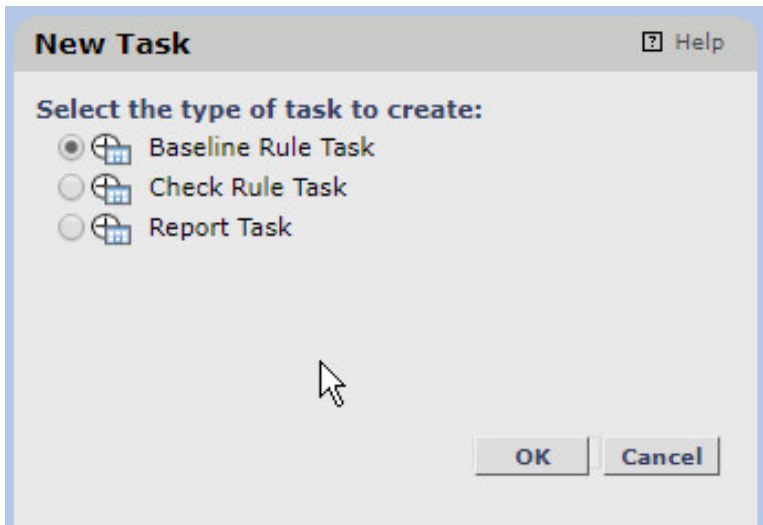 New Task
Help
Select the type of task to create:
Baseline Rule Task
Check Rule Task
Report Task
OK
Cancel